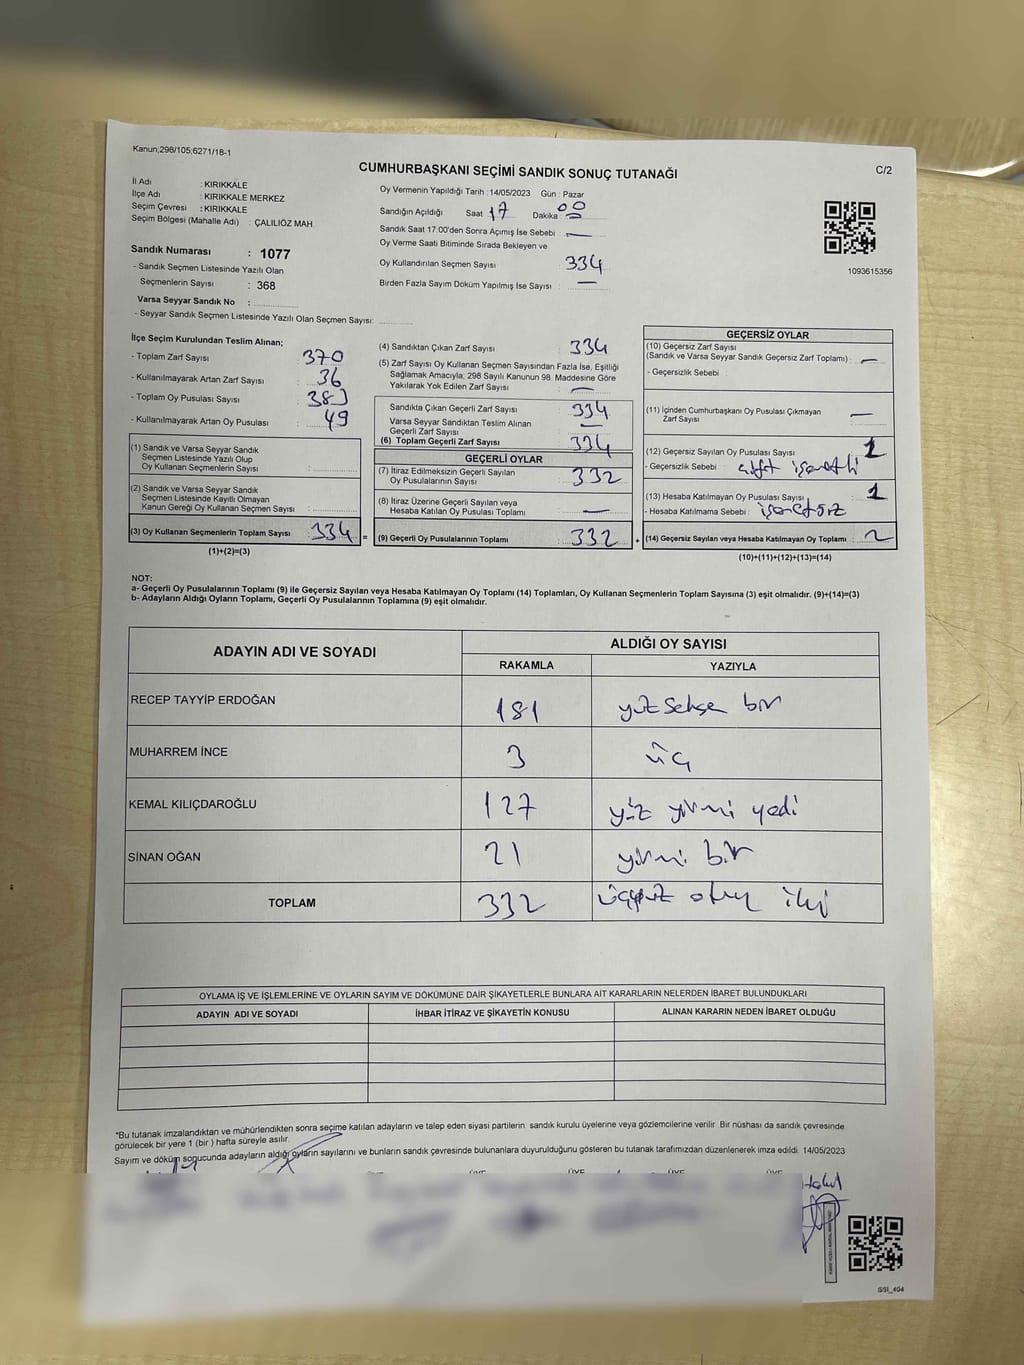 Kanun;298/105;6271/18-1
CUMHURBAŞKANI SEÇİMİ SANDIK SONUÇ TUTANAĞI
C/2
İl Adı : KIRIKKALE
İlçe Adı : KIRIKKALE MERKEZ
Seçim Çevresi : KIRIKKALE
Seçim Bölgesi (Mahalle Adı) : ÇALILIÖZ MAH.
Oy Vermenin Yapıldığı Tarih : 14/05/2023 Gün : Pazar
Sandığın Açıldığı Saat 17 Dakika 00
Sandık Saat 17:00'den Sonra Açımış İse Sebebi : —
Oy Verme Saati Bitiminde Sırada Bekleyen ve
Oy Kullandırılan Seçmen Sayısı 334
Birden Fazla Sayım Döküm Yapılmış İse Sayısı : —
1093615356
Sandık Numarası : 1077
- Sandık Seçmen Listesinde Yazılı Olan
Seçmenlerin Sayısı : 368
Varsa Seyyar Sandık No :
- Seyyar Sandık Seçmen Listesinde Yazılı Olan Seçmen Sayısı:
İlçe Seçim Kurulundan Teslim Alınan;
- Toplam Zarf Sayısı : 370
- Kullanılmayarak Artan Zarf Sayısı : 36
- Toplam Oy Pusulası Sayısı : 383
- Kullanılmayarak Artan Oy Pusulası : 49
(1) Sandık ve Varsa Seyyar Sandık
Seçmen Listesinde Yazılı Olup
Oy Kullanan Seçmenlerin Sayısı :
(2) Sandık ve Varsa Seyyar Sandık
Seçmen Listesinde Kayıtlı Olmayan
Kanun Gereği Oy Kullanan Seçmen Sayısı :
(3) Oy Kullanan Seçmenlerin Toplam Sayısı : 334 =
(1)+(2)=(3)
(4) Sandıktan Çıkan Zarf Sayısı : 334
(5) Zarf Sayısı Oy Kullanan Seçmen Sayısından Fazla İse, Eşitliği
Sağlamak Amacıyla; 298 Sayılı Kanunun 98. Maddesine Göre
Yakılarak Yok Edilen Zarf Sayısı : —
Sandıkta Çıkan Geçerli Zarf Sayısı : 334
Varsa Seyyar Sandıktan Teslim Alınan
Geçerli Zarf Sayısı : —
(6) Toplam Geçerli Zarf Sayısı : 334
GEÇERLİ OYLAR
(7) İtiraz Edilmeksizin Geçerli Sayılan
Oy Pusulalarının Sayısı : 332
(8) İtiraz Üzerine Geçerli Sayılan veya
Hesaba Katılan Oy Pusulası Toplamı : —
(9) Geçerli Oy Pusulalarının Toplamı : 332 +
GEÇERSİZ OYLAR
(10) Geçersiz Zarf Sayısı
(Sandık ve Varsa Seyyar Sandık Geçersiz Zarf Toplamı) : —
- Geçersizlik Sebebi :
(11) İçinden Cumhurbaşkanı Oy Pusulası Çıkmayan
Zarf Sayısı : —
(12) Geçersiz Sayılan Oy Pusulası Sayısı : 1
- Geçersizlik Sebebi : çift işaretli
(13) Hesaba Katılmayan Oy Pusulası Sayısı : 1
- Hesaba Katılmama Sebebi : işaretsiz
(14) Geçersiz Sayılan veya Hesaba Katılmayan Oy Toplamı : 2
(10)+(11)+(12)+(13)=(14)
NOT:
a- Geçerli Oy Pusulalarının Toplamı (9) ile Geçersiz Sayılan veya Hesaba Katılmayan Oy Toplamı (14) Toplamları, Oy Kullanan Seçmenlerin Toplam Sayısına (3) eşit olmalıdır. (9)+(14)=(3)
b- Adayların Aldığı Oyların Toplamı, Geçerli Oy Pusulalarının Toplamına (9) eşit olmalıdır.
ADAYIN ADI VE SOYADI
ALDIĞI OY SAYISI
RAKAMLA YAZIYLA
RECEP TAYYİP ERDOĞAN 181 yüz seksen bir
MUHARREM İNCE 3 üç
KEMAL KILIÇDAROĞLU 127 yüz yirmi yedi
SİNAN OĞAN 21 yirmi bir
TOPLAM 332 üçyüz otuz iki
OYLAMA İŞ VE İŞLEMLERİNE VE OYLARIN SAYIM VE DÖKÜMÜNE DAİR ŞİKAYETLERLE BUNLARA AİT KARARLARIN NELERDEN İBARET BULUNDUKLARI
ADAYIN ADI VE SOYADI İHBAR İTİRAZ VE ŞİKAYETİN KONUSU ALINAN KARARIN NEDEN İBARET OLDUĞU
*Bu tutanak imzalandıktan ve mühürlendikten sonra seçime katılan adayların ve talep eden siyasi partilerin sandık kurulu üyelerine veya gözlemcilerine verilir. Bir nüshası da sandık çevresinde
görülecek bir yere 1 (bir) hafta süreyle asılır.
Sayım ve döküm sonucunda adayların aldığı oyların sayılarını ve bunların sandık çevresinde bulunanlara duyurulduğunu gösteren bu tutanak tarafımızdan düzenlenerek imza edildi. 14/05/2023
SSI_404